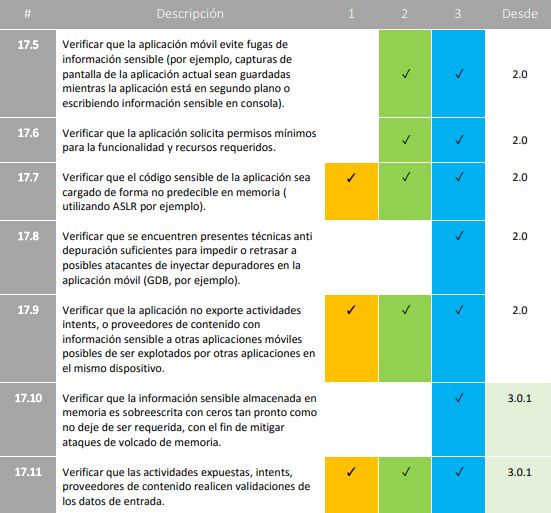 # Descripción 1 2 3 Desde
17.5 Verificar que la aplicación móvil evite fugas de
información sensible (por ejemplo, capturas de
pantalla de la aplicación actual sean guardadas
mientras la aplicación está en segundo plano o
escribiendo información sensible en consola).
✓ ✓ 2.0
17.6 Verificar que la aplicación solicita permisos mínimos
para la funcionalidad y recursos requeridos.
✓ ✓ 2.0
17.7 Verificar que el código sensible de la aplicación sea
cargado de forma no predecible en memoria (
utilizando ASLR por ejemplo).
✓ ✓ ✓ 2.0
17.8 Verificar que se encuentren presentes técnicas anti
depuración suficientes para impedir o retrasar a
posibles atacantes de inyectar depuradores en la
aplicación móvil (GDB, por ejemplo).
✓ 2.0
17.9 Verificar que la aplicación no exporte actividades
intents, o proveedores de contenido con
información sensible a otras aplicaciones móviles
posibles de ser explotados por otras aplicaciones en
el mismo dispositivo.
✓ ✓ ✓ 2.0
17.10 Verificar que la información sensible almacenada en
memoria es sobreescrita con ceros tan pronto como
no deje de ser requerida, con el fin de mitigar
ataques de volcado de memoria.
✓ 3.0.1
17.11 Verificar que las actividades expuestas, intents,
proveedores de contenido realicen validaciones de
los datos de entrada.
✓ ✓ ✓ 3.0.1